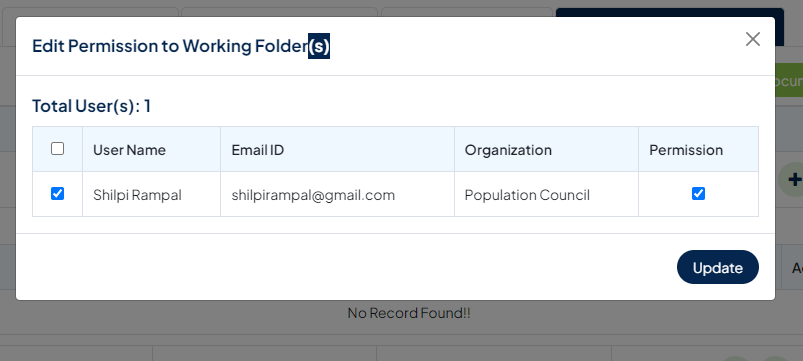 Edit Permission to Working Folder(s)
Total User(s): 1
User Name Email ID Organization Permission
Shilpi Rampal shilpirampal@gmail.com Population Council
Update
No Record Found!!